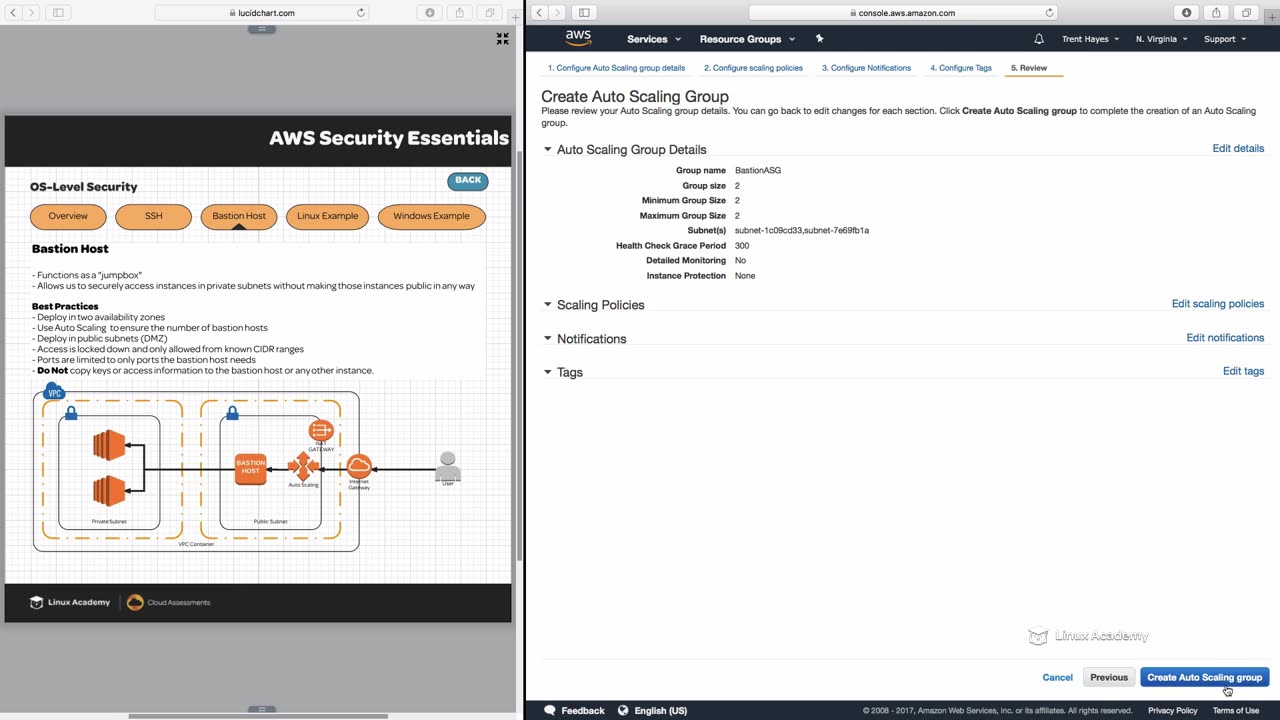 lucidchart.com
AWS Security Essentials
OS-Level Security
BACK
Overview
SSH
Bastion Host
Linux Example
Windows Example
Bastion Host
- Functions as a "jumpbox"
- Allows us to securely access instances in private subnets without making those instances public in any way
Best Practices
- Deploy in two availability zones
- Use Auto Scaling to ensure the number of bastion hosts
- Deploy in public subnets (DMZ)
- Access is locked down and only allowed from known CIDR ranges
- Ports are limited to only ports the bastion host needs
- Do Not copy keys or access information to the bastion host or any other instance.
VPC
NAT
GATEWAY
BASTION
HOST
Auto Scaling
Internet
Gateway
User
Private Subnet
Public Subnet
VPC Container
Linux Academy
Cloud Assessments
console.aws.amazon.com
aws
Services
Resource Groups
Trent Hayes
N. Virginia
Support
1. Configure Auto Scaling group details
2. Configure scaling policies
3. Configure Notifications
4. Configure Tags
5. Review
Create Auto Scaling Group
Please review your Auto Scaling group details. You can go back to edit changes for each section. Click Create Auto Scaling group to complete the creation of an Auto Scaling
group.
Auto Scaling Group Details
Edit details
Group name BastionASG
Group size 2
Minimum Group Size 2
Maximum Group Size 2
Subnet(s) subnet-1c09cd33,subnet-7e69fb1a
Health Check Grace Period 300
Detailed Monitoring No
Instance Protection None
Scaling Policies
Edit scaling policies
Notifications
Edit notifications
Tags
Edit tags
Linux Academy
Cancel
Previous
Create Auto Scaling group
Feedback
English (US)
© 2008 - 2017, Amazon Web Services, Inc. or its affiliates. All rights reserved.
Privacy Policy
Terms of Use